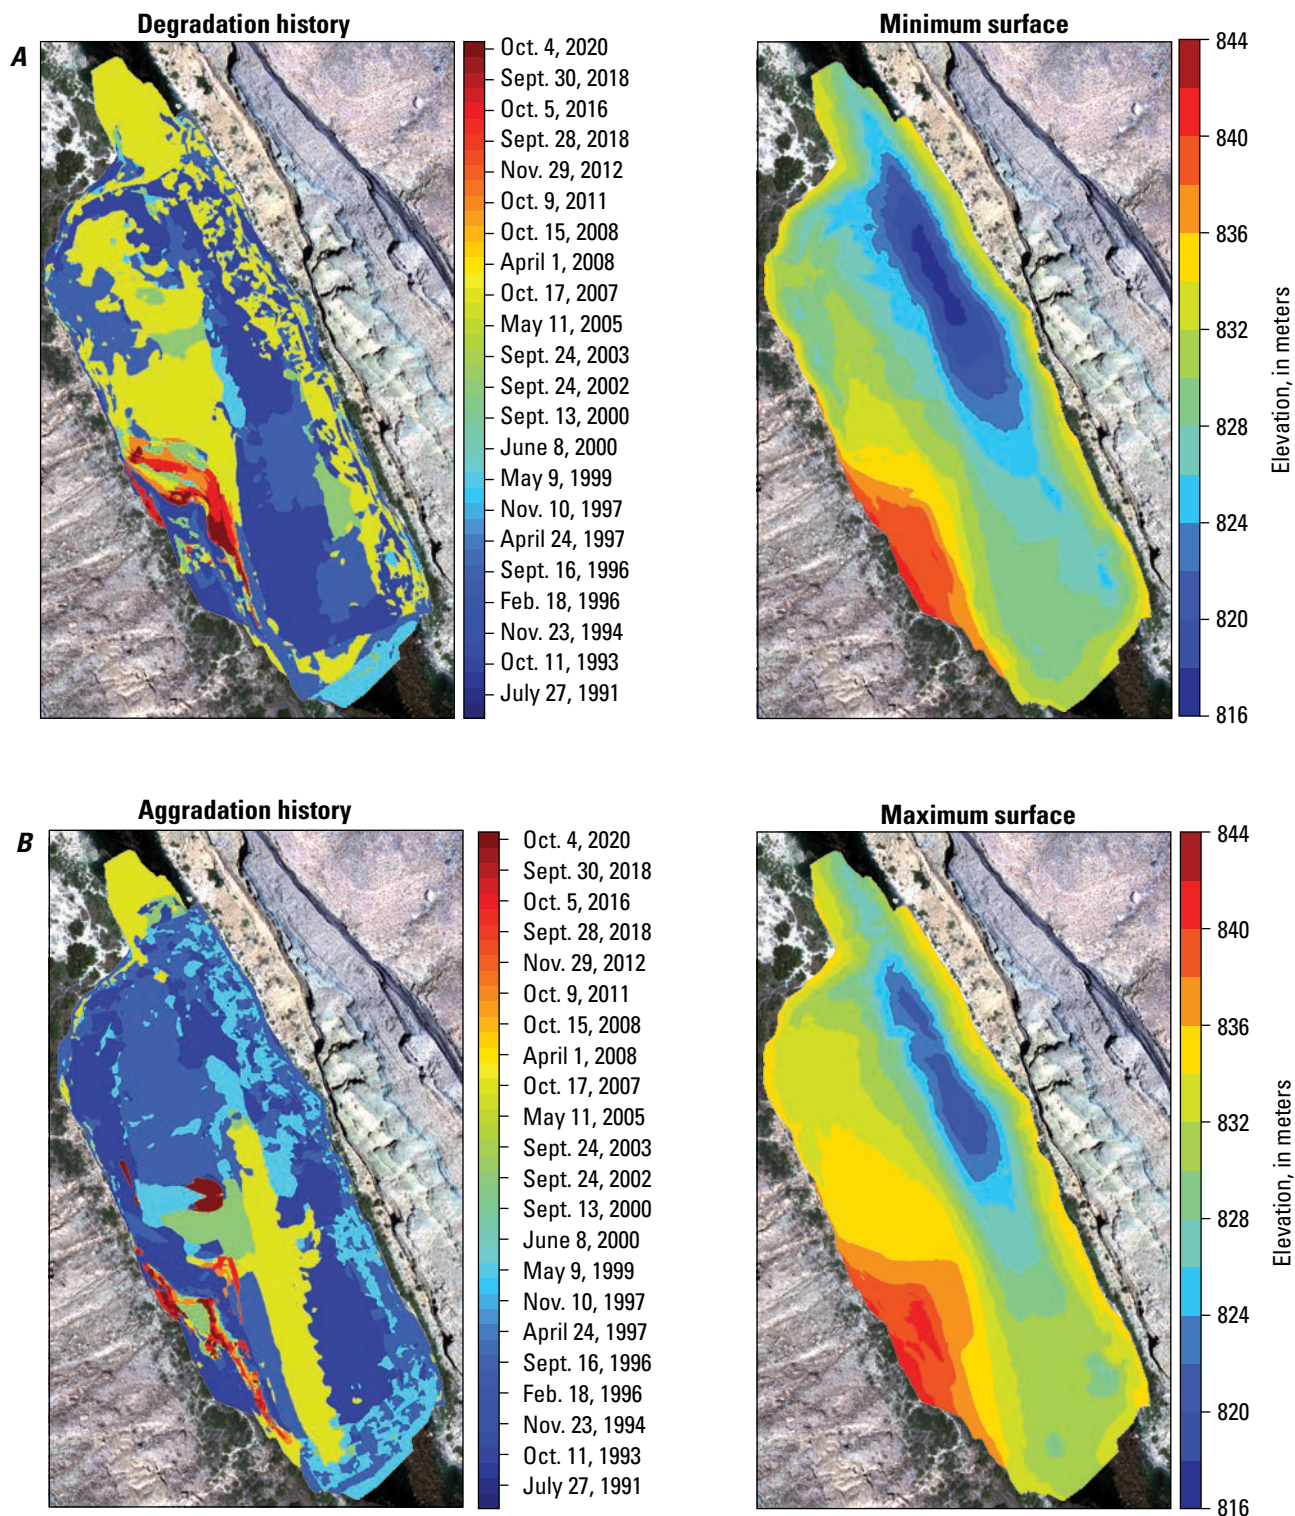 Degradation history
Minimum surface
A
Oct. 4, 2020
Sept. 30, 2018
Oct. 5, 2016
Sept. 28, 2018
Nov. 29, 2012
Oct. 9, 2011
Oct. 15, 2008
April 1, 2008
Oct. 17, 2007
May 11, 2005
Sept. 24, 2003
Sept. 24, 2002
Sept. 13, 2000
June 8, 2000
May 9, 1999
Nov. 10, 1997
April 24, 1997
Sept. 16, 1996
Feb. 18, 1996
Nov. 23, 1994
Oct. 11, 1993
July 27, 1991
844
840
836
832
828
824
820
816
Elevation, in meters
Aggradation history
Maximum surface
B
Oct. 4, 2020
Sept. 30, 2018
Oct. 5, 2016
Sept. 28, 2018
Nov. 29, 2012
Oct. 9, 2011
Oct. 15, 2008
April 1, 2008
Oct. 17, 2007
May 11, 2005
Sept. 24, 2003
Sept. 24, 2002
Sept. 13, 2000
June 8, 2000
May 9, 1999
Nov. 10, 1997
April 24, 1997
Sept. 16, 1996
Feb. 18, 1996
Nov. 23, 1994
Oct. 11, 1993
July 27, 1991
844
840
836
832
828
824
820
816
Elevation, in meters